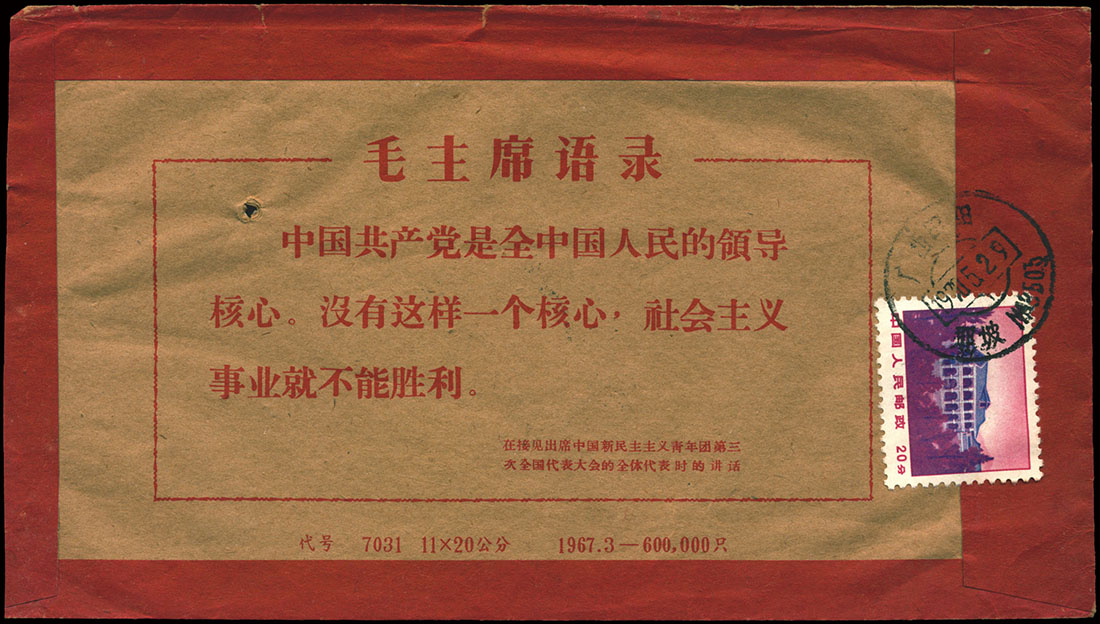 毛主席语录
中国共产党是全中国人民的領导
核心。沒有这样一个核心，社会主义
事业就不能胜利。
在接见出席中国新民主主义青年团第三
次全国代表大会的全体代表时的讲话
代号 7031 11×20公分 1967.3—600,000只
中国人民邮政
20分